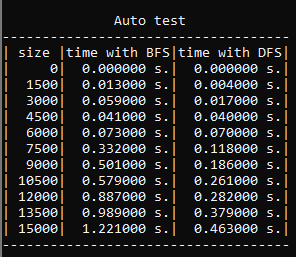 Auto test
------------------------------------
| size |time with BFS|time with DFS|
|     0|  0.000000 s.|  0.000000 s.|
|  1500|  0.013000 s.|  0.004000 s.|
|  3000|  0.059000 s.|  0.017000 s.|
|  4500|  0.041000 s.|  0.040000 s.|
|  6000|  0.073000 s.|  0.070000 s.|
|  7500|  0.332000 s.|  0.118000 s.|
|  9000|  0.501000 s.|  0.186000 s.|
| 10500|  0.579000 s.|  0.261000 s.|
| 12000|  0.887000 s.|  0.282000 s.|
| 13500|  0.989000 s.|  0.379000 s.|
| 15000|  1.221000 s.|  0.463000 s.|
------------------------------------